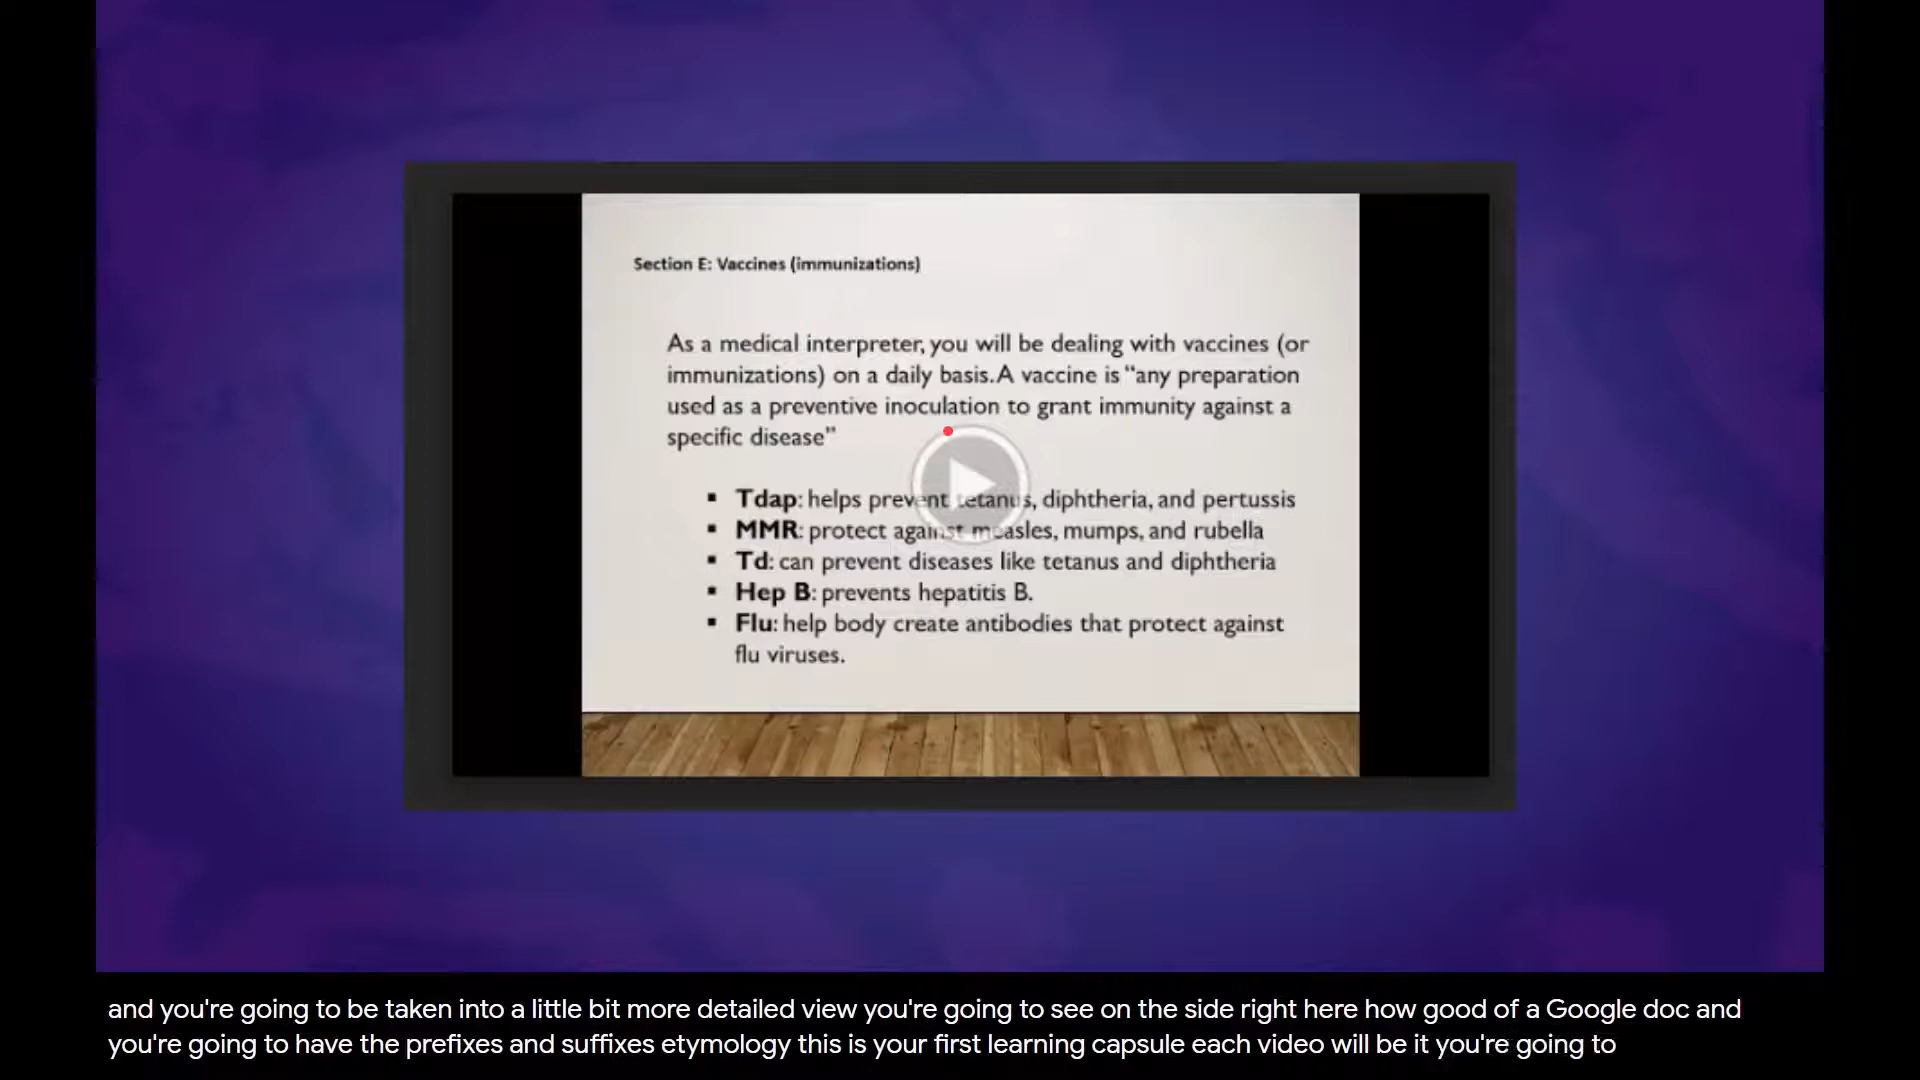 Section E: Vaccines (immunizations)
As a medical interpreter, you will be dealing with vaccines (or
immunizations) on a daily basis. A vaccine is “any preparation
used as a preventive inoculation to grant immunity against a
specific disease”
▪ Tdap: helps prevent tetanus, diphtheria, and pertussis
▪ MMR: protect against measles, mumps, and rubella
▪ Td: can prevent diseases like tetanus and diphtheria
▪ Hep B: prevents hepatitis B.
▪ Flu: help body create antibodies that protect against
flu viruses.
and you're going to be taken into a little bit more detailed view you're going to see on the side right here how good of a Google doc and
you're going to have the prefixes and suffixes etymology this is your first learning capsule each video will be it you're going to